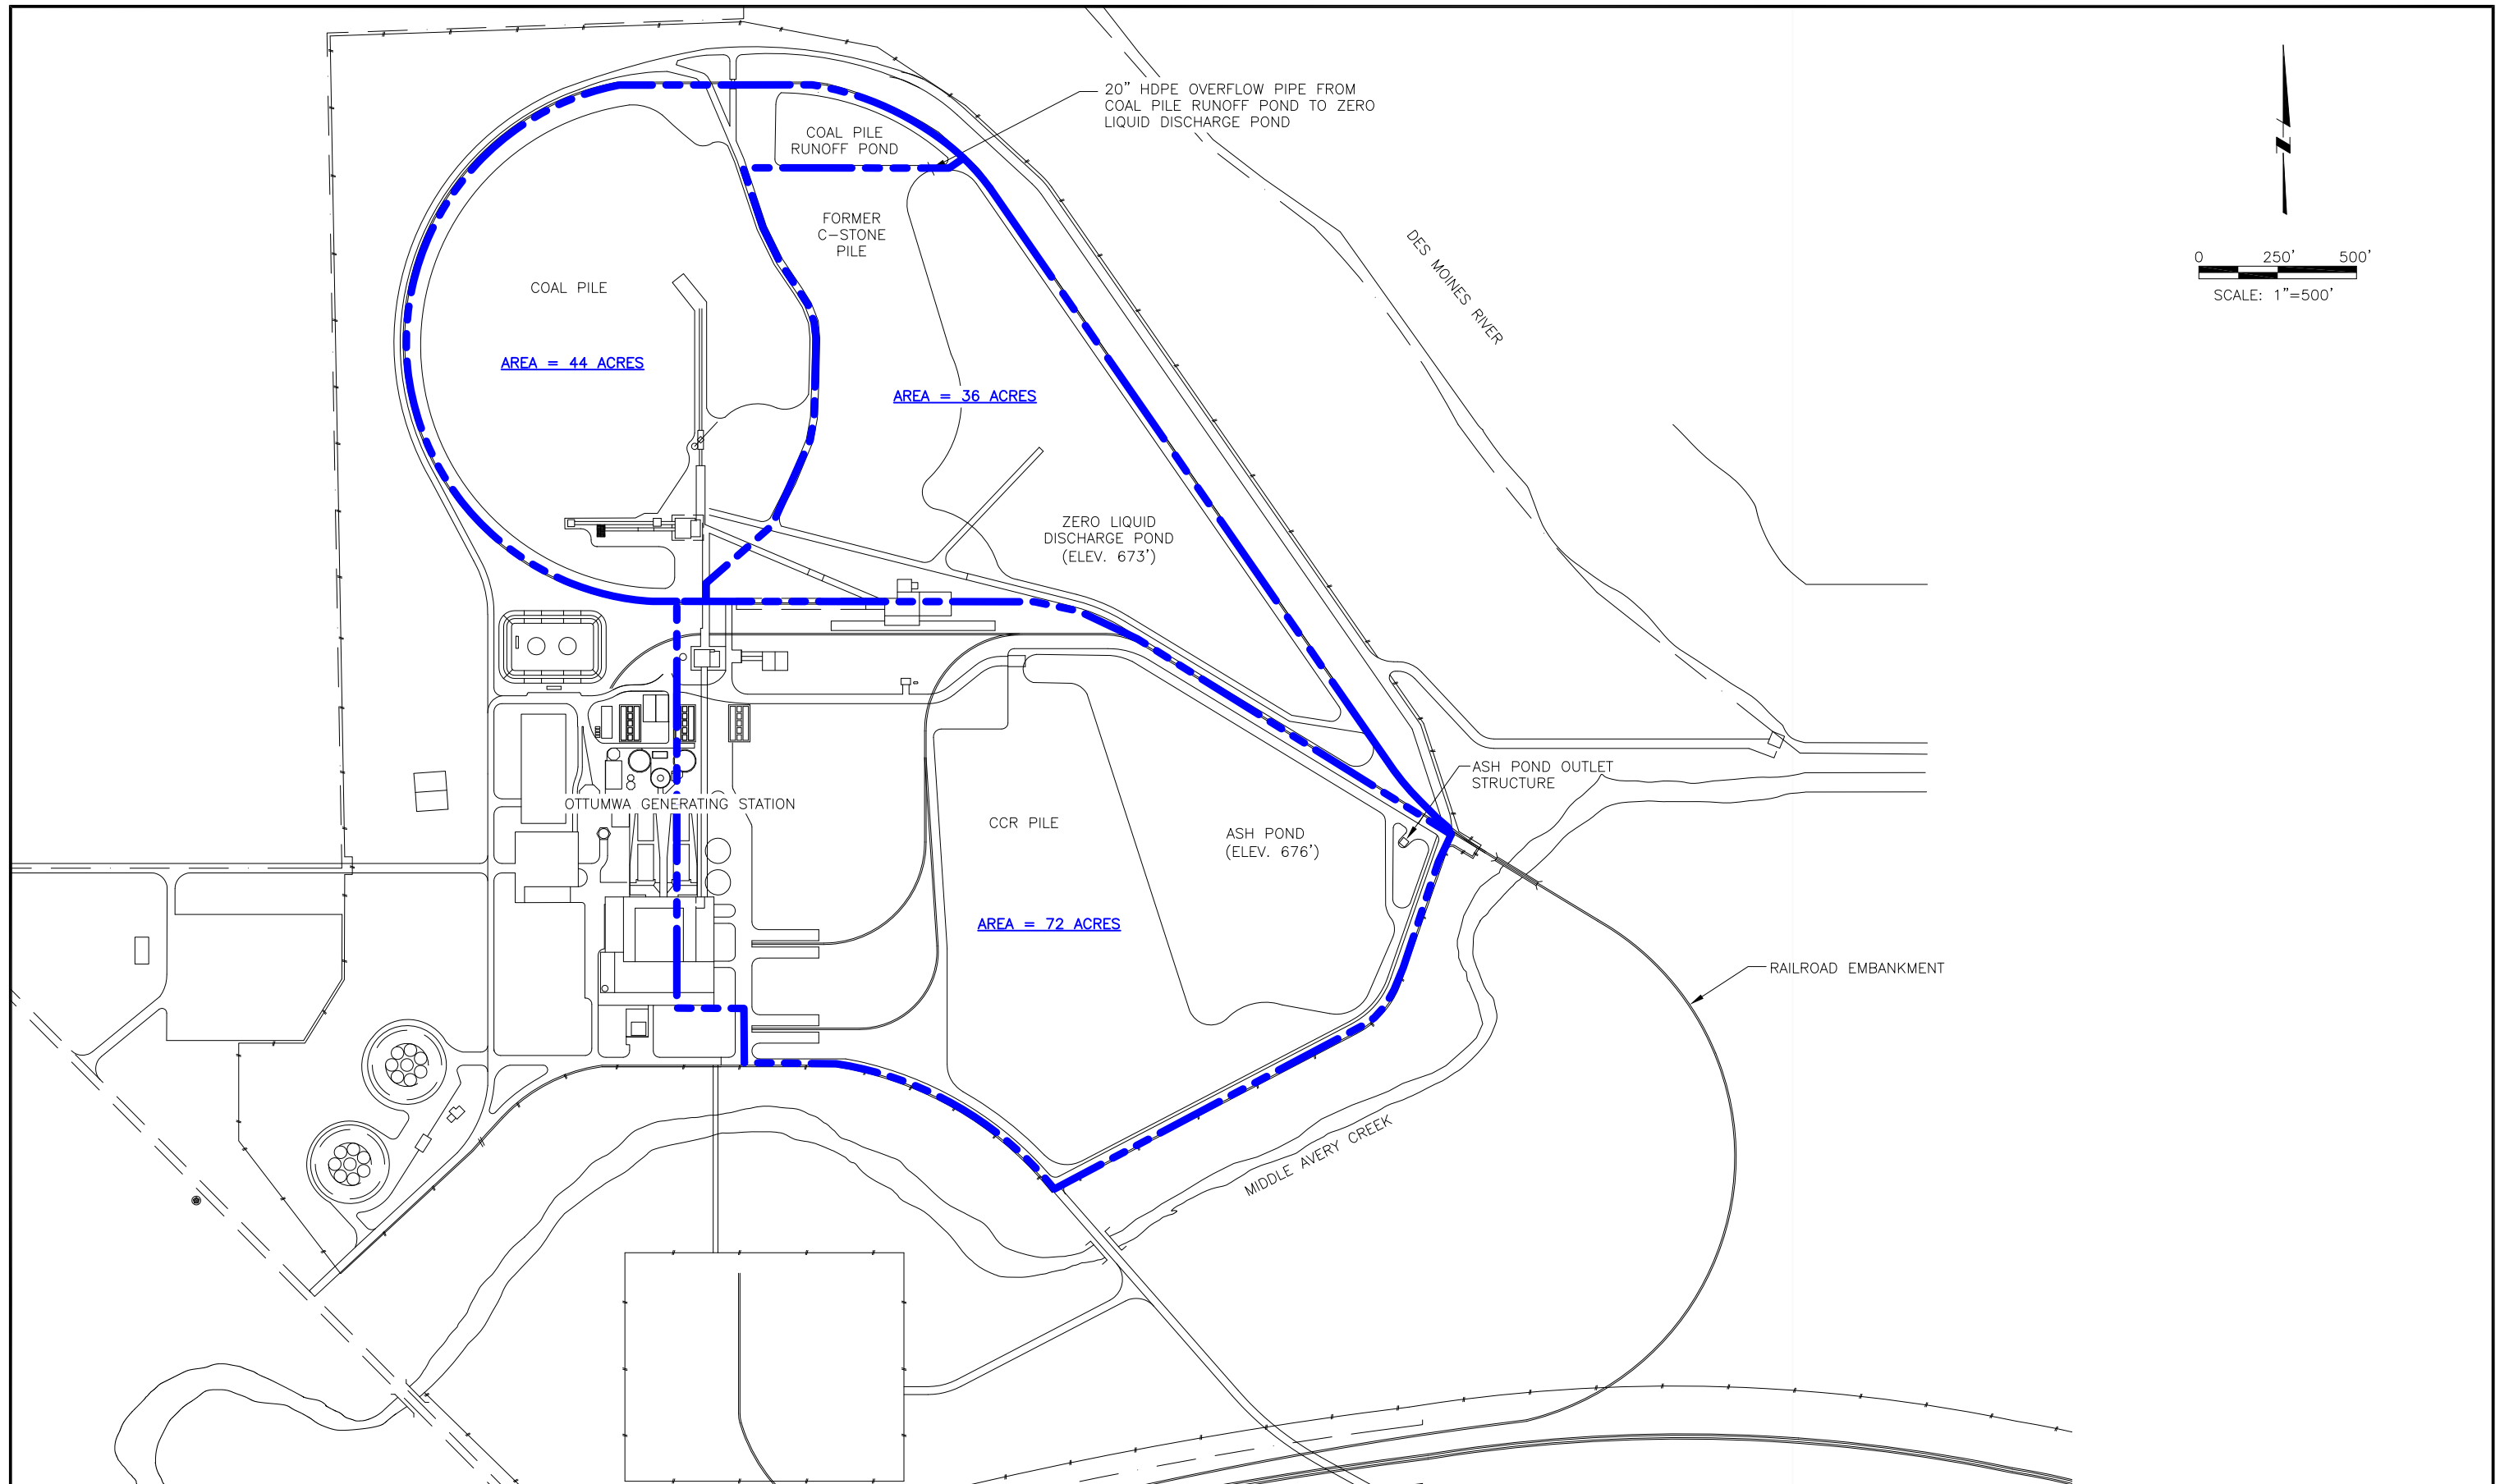 20" HDPE OVERFLOW PIPE FROM
COAL PILE RUNOFF POND TO ZERO
LIQUID DISCHARGE POND
COAL PILE
RUNOFF POND
N
FORMER
C-STONE
PILE
DES MOINES RIVER
0 250' 500'
SCALE: 1"=500'
COAL PILE
AREA = 44 ACRES
AREA = 36 ACRES
ZERO LIQUID
DISCHARGE POND
(ELEV. 673')
ASH POND OUTLET
STRUCTURE
OTTUMWA GENERATING STATION
CCR PILE
ASH POND
(ELEV. 676')
AREA = 72 ACRES
RAILROAD EMBANKMENT
MIDDLE AVERY CREEK